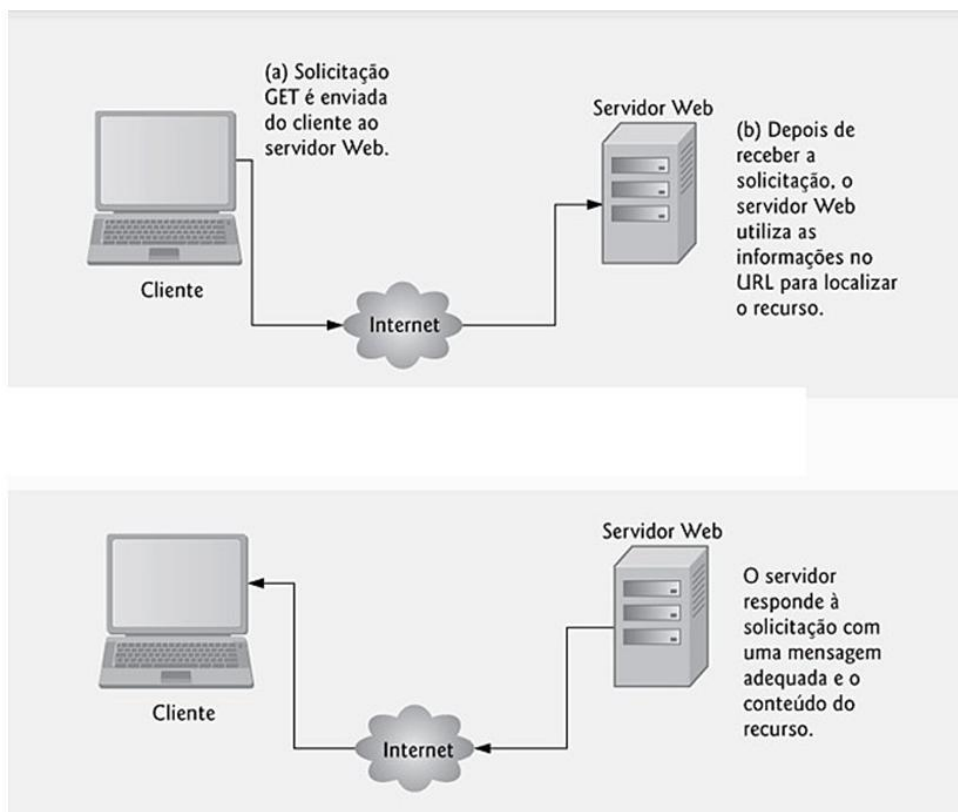 (a) Solicitação
GET é enviada
do cliente ao
servidor Web.
Cliente
Internet
Servidor Web
(b) Depois de
receber a
solicitação, o
servidor Web
utiliza as
informações no
URL para localizar
o recurso.
Cliente
Internet
Servidor Web
O servidor
responde à
solicitação com
uma mensagem
adequada e o
conteúdo do
recurso.